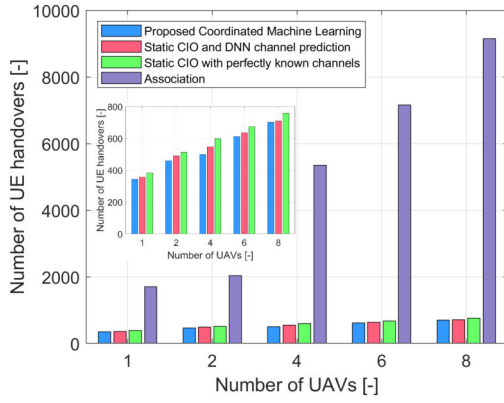 Proposed Coordinated Machine Learning
Static CIO and DNN channel prediction
Static CIO with perfectly known channels
Association
Number of UE handovers [-]
10000
8000
6000
4000
2000
0
1
2
4
6
8
Number of UAVs [-]
Number of UE handovers [-]
800
600
400
200
0
1
2
4
6
8
Number of UAVs [-]